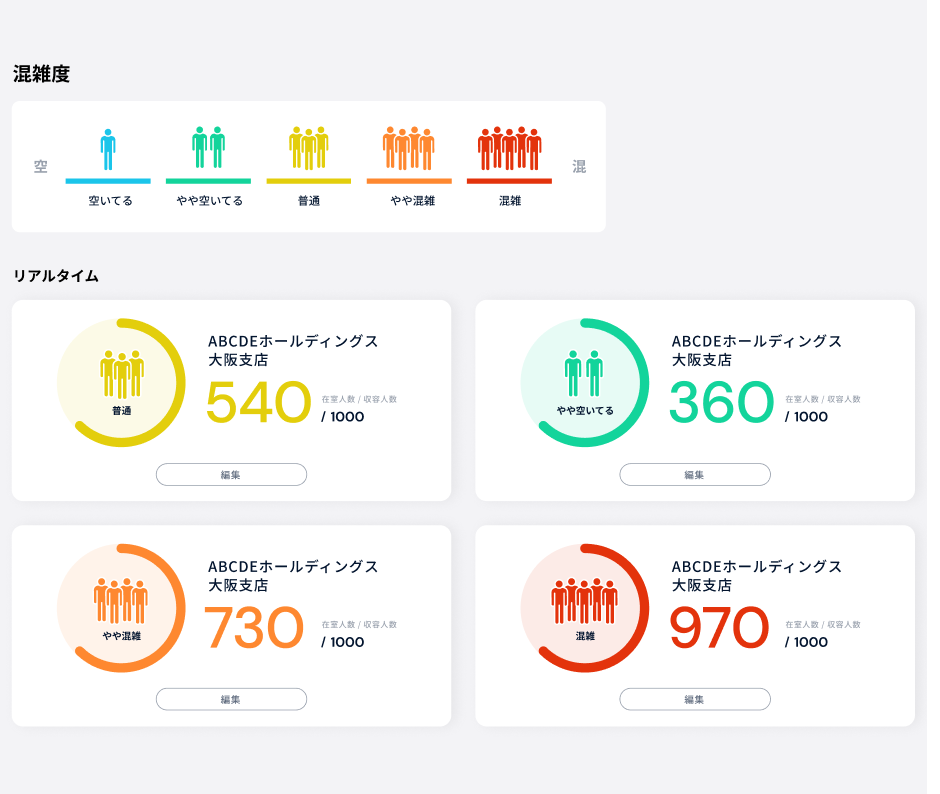 混雑度
空
混
空いてる
やや空いてる
普通
やや混雑
混雑
リアルタイム
ABCDEホールディングス
大阪支店
540
在室人数 / 収容人数
/ 1000
普通
編集
ABCDEホールディングス
大阪支店
360
在室人数 / 収容人数
/ 1000
やや空いてる
編集
ABCDEホールディングス
大阪支店
730
在室人数 / 収容人数
/ 1000
やや混雑
編集
ABCDEホールディングス
大阪支店
970
在室人数 / 収容人数
/ 1000
混雑
編集